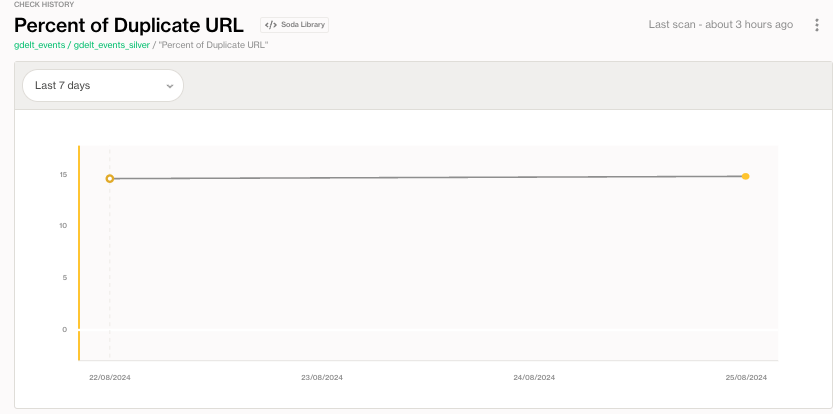 CHECK HISTORY
Percent of Duplicate URL </> Soda Library Last scan - about 3 hours ago
gdelt_events / gdelt_events_silver / "Percent of Duplicate URL"
Last 7 days
15
10
5
0
22/08/2024 23/08/2024 24/08/2024 25/08/2024